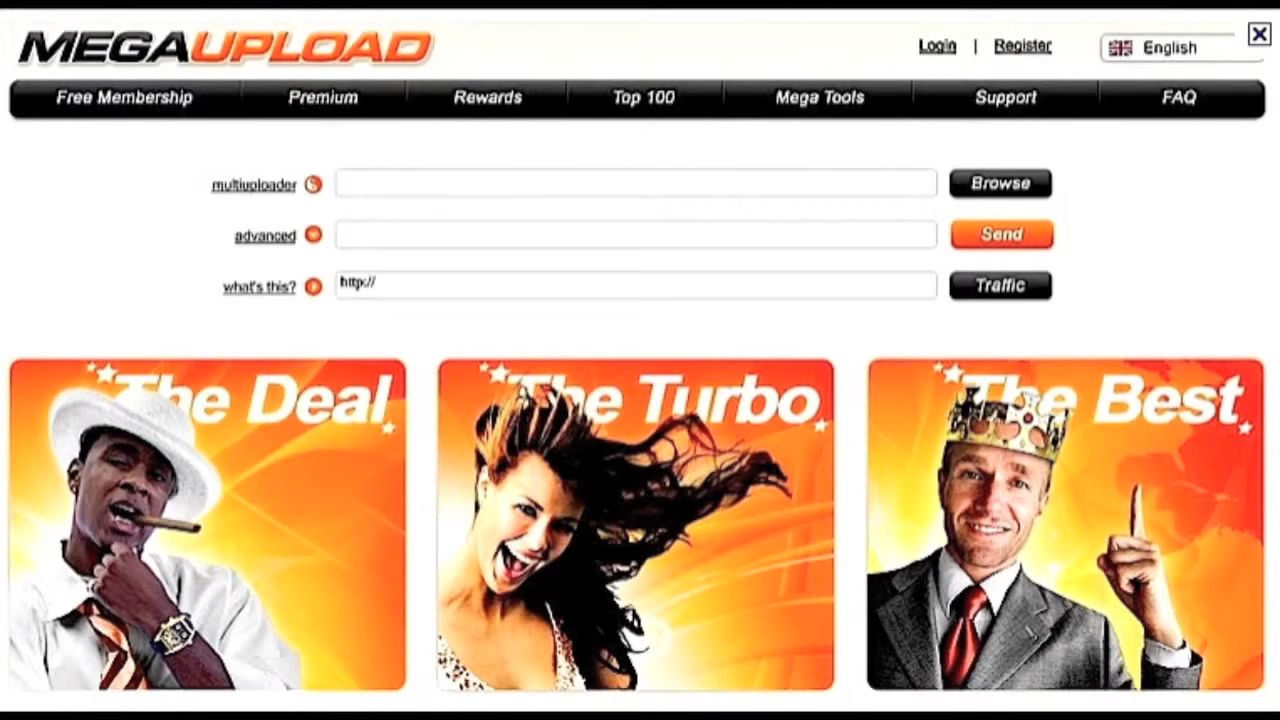 MEGAUPLOAD
Login | Register
English
Free Membership
Premium
Rewards
Top 100
Mega Tools
Support
FAQ
multiuploader
Browse
advanced
Send
what's this?
http://
Traffic
The Deal
The Turbo
The Best